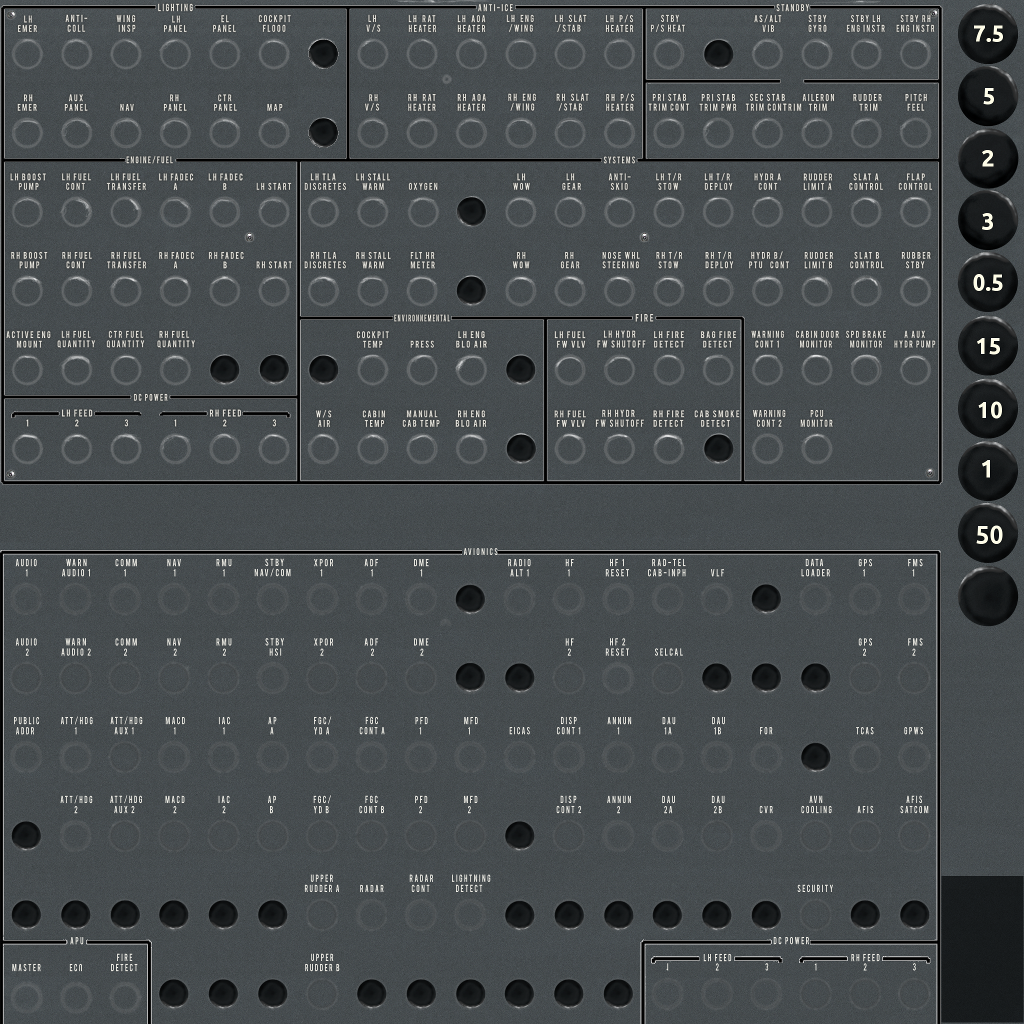 LIGHTING ANTI-ICE STANDBY
LH EMER ANTI-COLL WING INSP LH PANEL EL PANEL COCKPIT FLOOD LH V/S LH RAT HEATER LH AOA HEATER LH ENG /WING LH SLAT /STAB LH P/S HEATER STBY P/S HEAT AS/ALT VIB STBY GYRO STBY LH ENG INSTR STBY RH ENG INSTR
RH EMER AUX PANEL NAV RH PANEL CTR PANEL MAP RH V/S RH RAT HEATER RH AOA HEATER RH ENG /WING RH SLAT /STAB RH P/S HEATER PRI STAB TRIM CONT PRI STAB TRIM PWR SEC STAB TRIM CONTRIM AILERON TRIM RUDDER TRIM PITCH FEEL
ENGINE/FUEL SYSTEMS
LH BOOST PUMP LH FUEL CONT LH FUEL TRANSFER LH FADEC A LH FADEC B LH START LH TLA DISCRETES LH STALL WARM OXYGEN LH WOW LH GEAR ANTI-SKID LH T/R STOW LH T/R DEPLOY HYDR A CONT RUDDER LIMIT A SLAT A CONTROL FLAP CONTROL
RH BOOST PUMP RH FUEL CONT RH FUEL TRANSFER RH FADEC A RH FADEC B RH START RH TLA DISCRETES RH STALL WARM FLT HR METER RH WOW RH GEAR NOSE WHL STEERING RH T/R STOW RH T/R DEPLOY HYDR B/ PTU CONT RUDDER LIMIT B SLAT B CONTROL RUBBER STBY
ENVIRONMENTAL FIRE
ACTIVE ENG MOUNT LH FUEL QUANTITY CTR FUEL QUANTITY RH FUEL QUANTITY COCKPIT TEMP PRESS LH ENG BLD AIR LH FUEL FW VLV LH HYDR FW SHUTOFF LH FIRE DETECT BAG FIRE DETECT WARNING CONT 1 CABIN DOOR MONITOR SPD BRAKE MONITOR A AUX HYDR PUMP
DC POWER
LH FEED RH FEED
1 2 3 1 2 3 W/S AIR CABIN TEMP MANUAL CAB TEMP RH ENG BLD AIR RH FUEL FW VLV RH HYDR FW SHUTOFF RH FIRE DETECT CAB SMOKE DETECT WARNING CONT 2 PCU MONITOR
AVIONICS
AUDIO 1 WARN AUDIO 1 COMM 1 NAV 1 RMU 1 STBY NAV/COM XPDR 1 ADF 1 DME 1 RADIO ALT 1 HF 1 HF 1 RESET RAD-TEL CAB-INPH VLF DATA LOADER GPS 1 FMS 1
AUDIO 2 WARN AUDIO 2 COMM 2 NAV 2 RMU 2 STBY HSI XPDR 2 ADF 2 DME 2 HF 2 HF 2 RESET SELCAL GPS 2 FMS 2
PUBLIC ADDR ATT/HDG 1 ATT/HDG AUX 1 MACD 1 IAC 1 AP A FGC/ YD A FGC CONT A PFD 1 MFD 1 EICAS DISP CONT 1 ANNUN 1 DAU 1A DAU 1B FDR TCAS GPWS
ATT/HDG 2 ATT/HDG AUX 2 MACD 2 IAC 2 AP B FGC/ YD B FGC CONT B PFD 2 MFD 2 DISP CONT 2 ANNUN 2 DAU 2A DAU 2B CVR AVN COOLING AFIS AFIS SATCOM
UPPER RUDDER A RADAR RADAR CONT LIGHTNING DETECT SECURITY
APU DC POWER
MASTER ECU FIRE DETECT UPPER RUDDER B LH FEED RH FEED
1 2 3 1 2 3
7.5
5
2
3
0.5
15
10
1
50